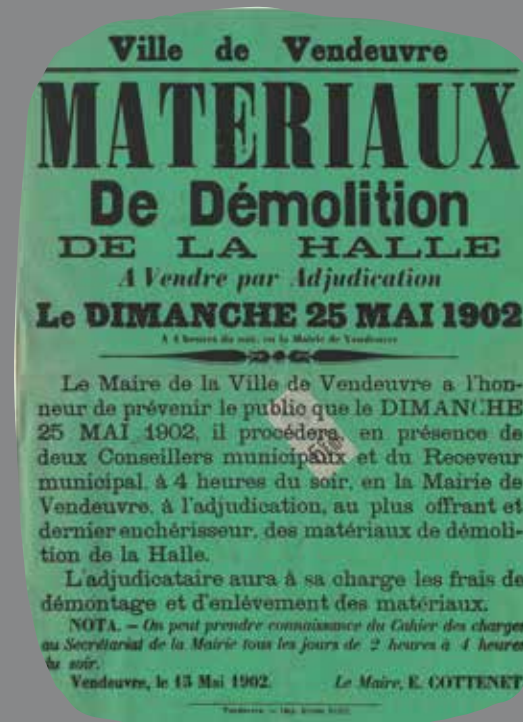 Ville de Vendeuvre
MATERIAUX
De Démolition
DE LA HALLE
A Vendre par Adjudication
Le DIMANCHE 25 MAI 1902
A 4 heures du soir, en la Mairie de Vendeuvre
Le Maire de la Ville de Vendeuvre a l'hon-
neur de prévenir le public que le DIMANCHE
25 MAI 1902, il procédera, en présence de
deux Conseillers municipaux et du Receveur
municipal, à 4 heures du soir, en la Mairie de
Vendeuvre, à l'adjudication, au plus offrant et
dernier enchérisseur, des matériaux de démoli-
tion de la Halle.
L'adjudicataire aura à sa charge les frais de
démontage et d'enlèvement des matériaux.
NOTA. — On peut prendre connaissance du Cahier des charges
au Secrétariat de la Mairie tous les jours de 2 heures à 4 heures
du soir.
Vendeuvre, le 15 Mai 1902. Le Maire, E. COTTENET
Vendeuvre. — Imp.